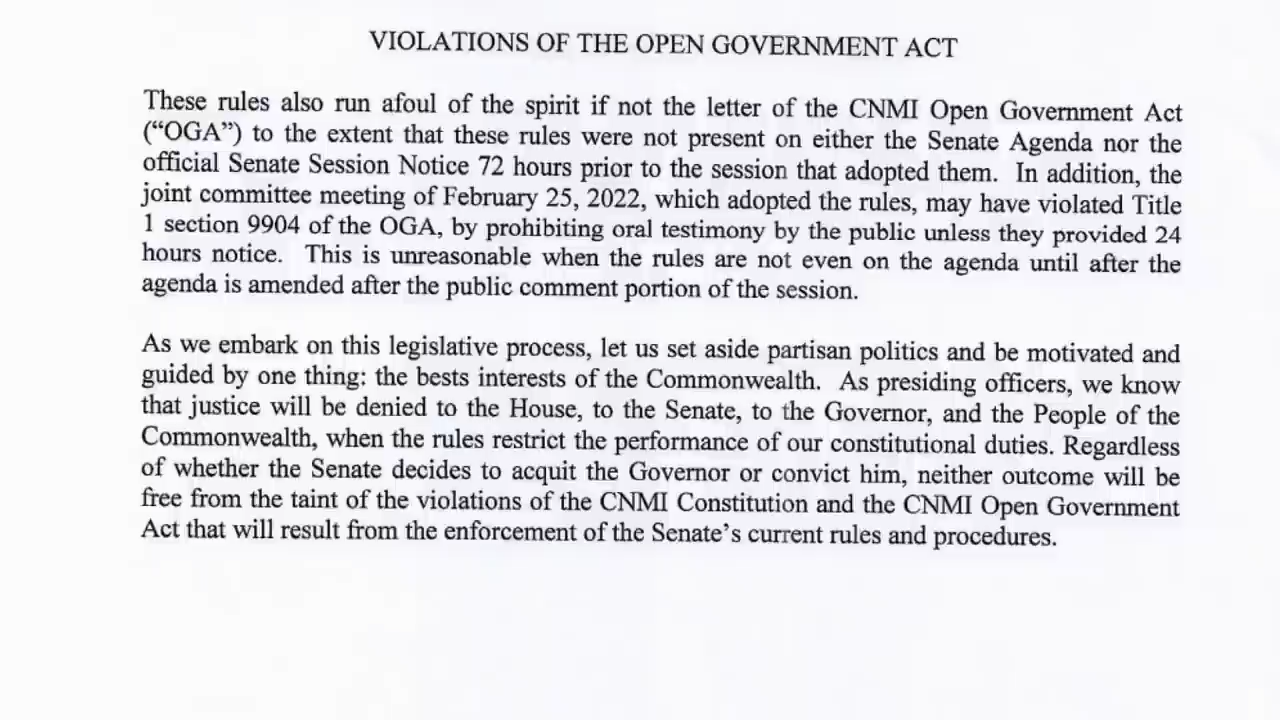 VIOLATIONS OF THE OPEN GOVERNMENT ACT
These rules also run afoul of the spirit if not the letter of the CNMI Open Government Act
(“OGA”) to the extent that these rules were not present on either the Senate Agenda nor the
official Senate Session Notice 72 hours prior to the session that adopted them. In addition, the
joint committee meeting of February 25, 2022, which adopted the rules, may have violated Title
1 section 9904 of the OGA, by prohibiting oral testimony by the public unless they provided 24
hours notice. This is unreasonable when the rules are not even on the agenda until after the
agenda is amended after the public comment portion of the session.
As we embark on this legislative process, let us set aside partisan politics and be motivated and
guided by one thing: the bests interests of the Commonwealth. As presiding officers, we know
that justice will be denied to the House, to the Senate, to the Governor, and the People of the
Commonwealth, when the rules restrict the performance of our constitutional duties. Regardless
of whether the Senate decides to acquit the Governor or convict him, neither outcome will be
free from the taint of the violations of the CNMI Constitution and the CNMI Open Government
Act that will result from the enforcement of the Senate’s current rules and procedures.